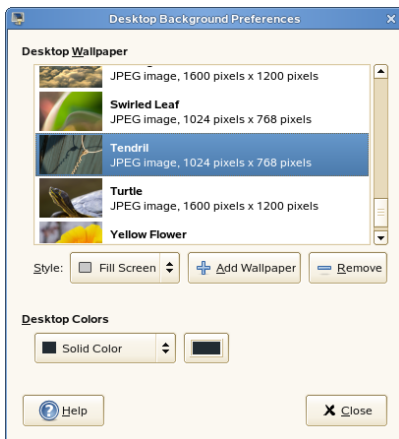 Desktop Background Preferences
Desktop Wallpaper
JPEG image, 1600 pixels x 1200 pixels
Swirled Leaf
JPEG image, 1024 pixels x 768 pixels
Tendril
JPEG image, 1024 pixels x 768 pixels
Turtle
JPEG image, 1600 pixels x 1200 pixels
Yellow Flower
Style: Fill Screen Add Wallpaper Remove
Desktop Colors
Solid Color
Help Close